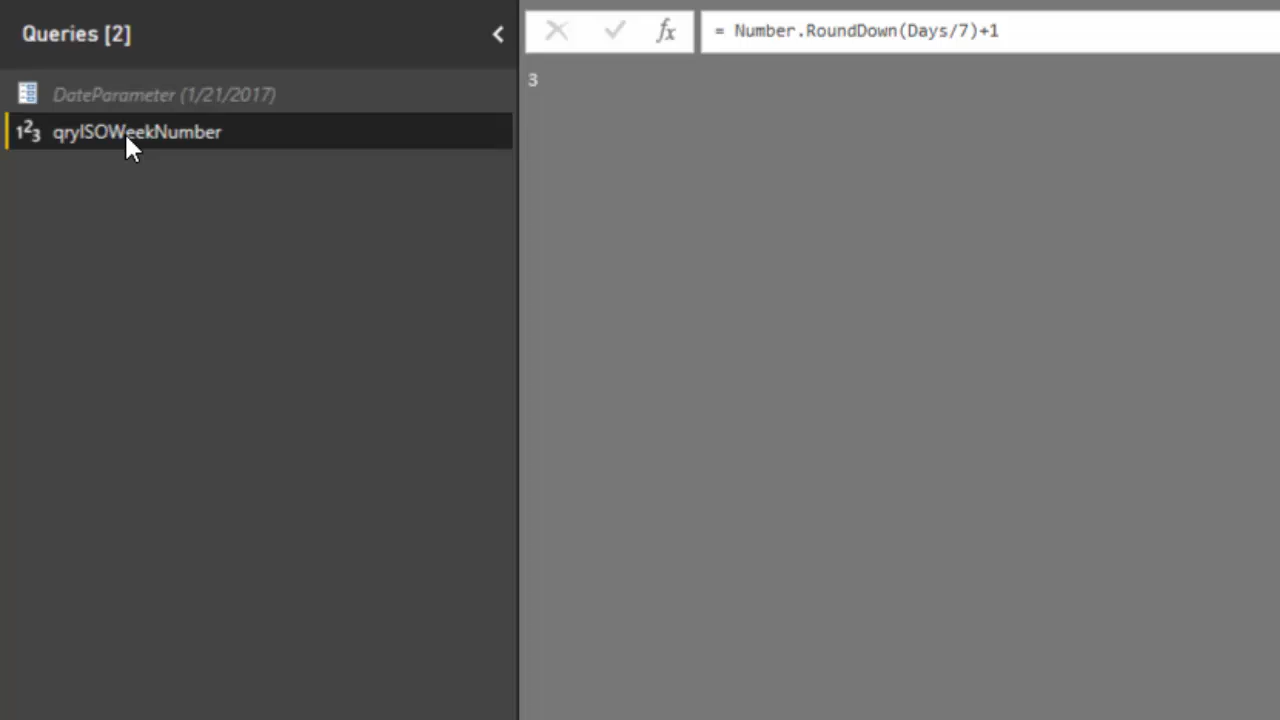 Queries [2]
= Number.RoundDown(Days/7)+1
DateParameter (1/21/2017)
qryISOWeekNumber
3